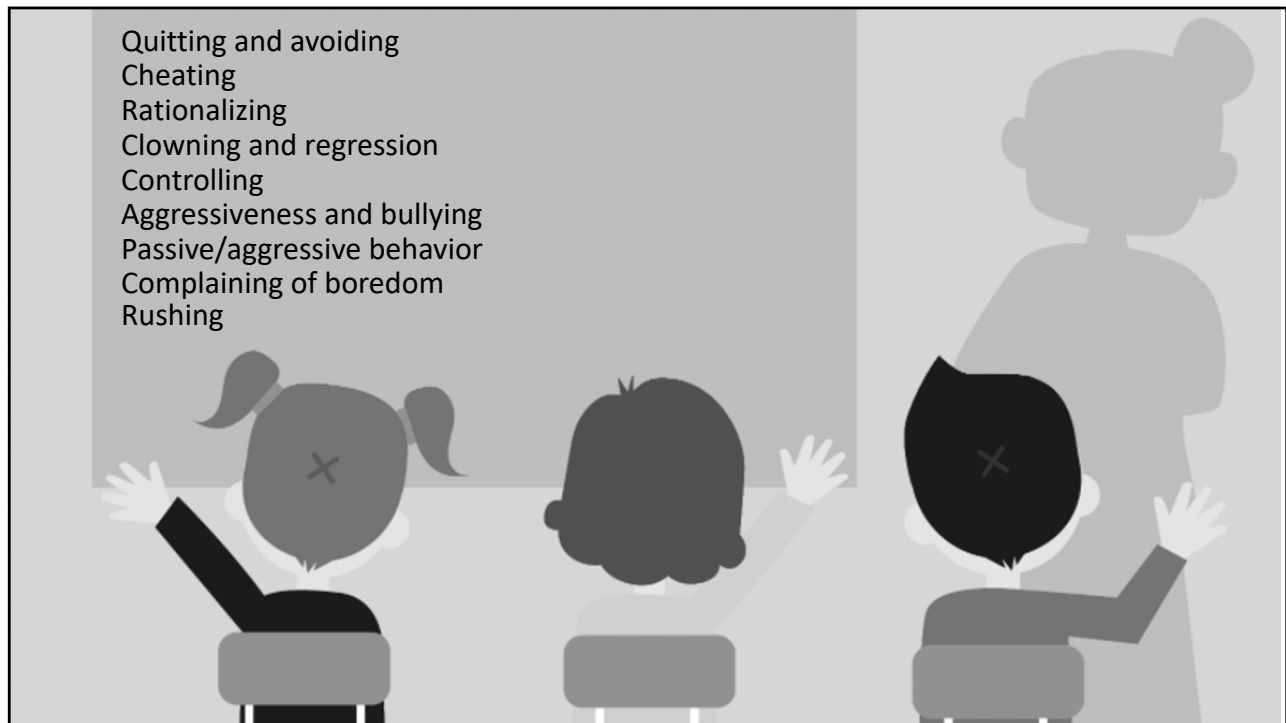 Quitting and avoiding
Cheating
Rationalizing
Clowning and regression
Controlling
Aggressiveness and bullying
Passive/aggressive behavior
Complaining of boredom
Rushing